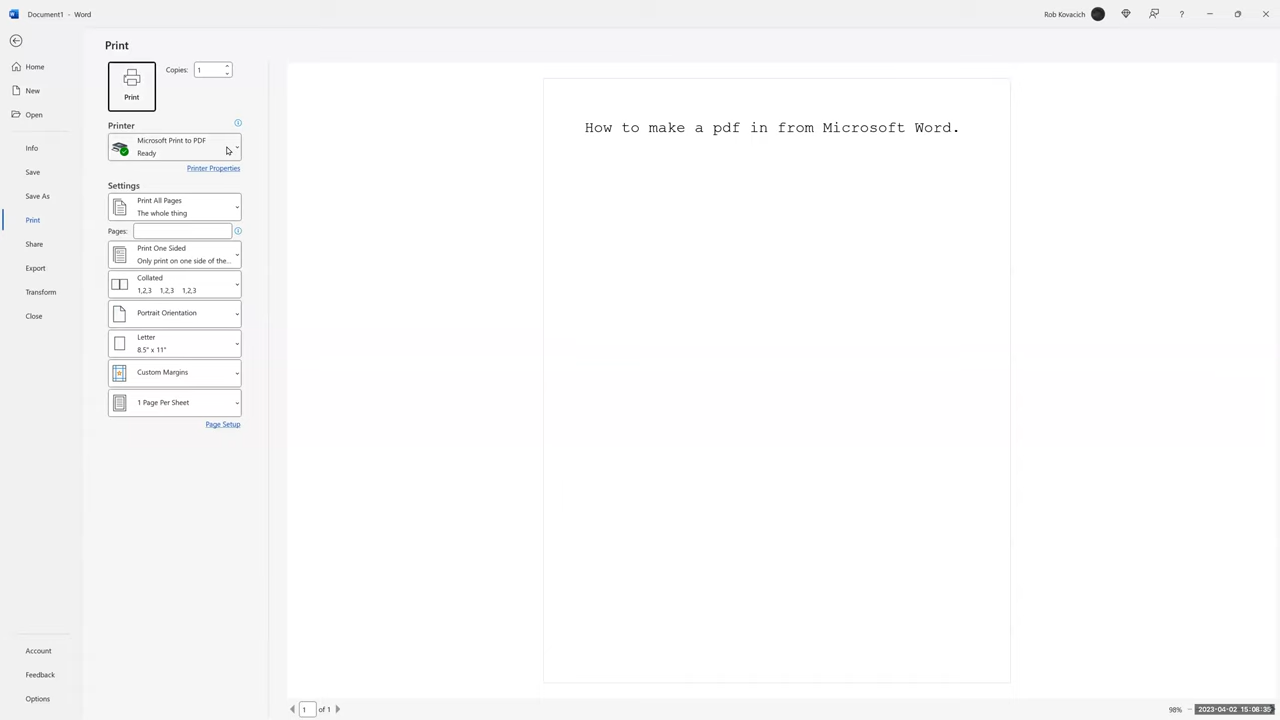 Document1 - Word
Rob Kovacich
?
Home
New
Open
Info
Save
Save As
Print
Share
Export
Transform
Close
Account
Feedback
Options
Print
Print
Copies: 1
Printer
Microsoft Print to PDF
Ready
Printer Properties
Settings
Print All Pages
The whole thing
Pages:
Print One Sided
Only print on one side of the...
Collated
1,2,3 1,2,3 1,2,3
Portrait Orientation
Letter
8.5" x 11"
Custom Margins
1 Page Per Sheet
Page Setup
How to make a pdf in from Microsoft Word.
1 of 1
98%
2023-04-02 15:08:35